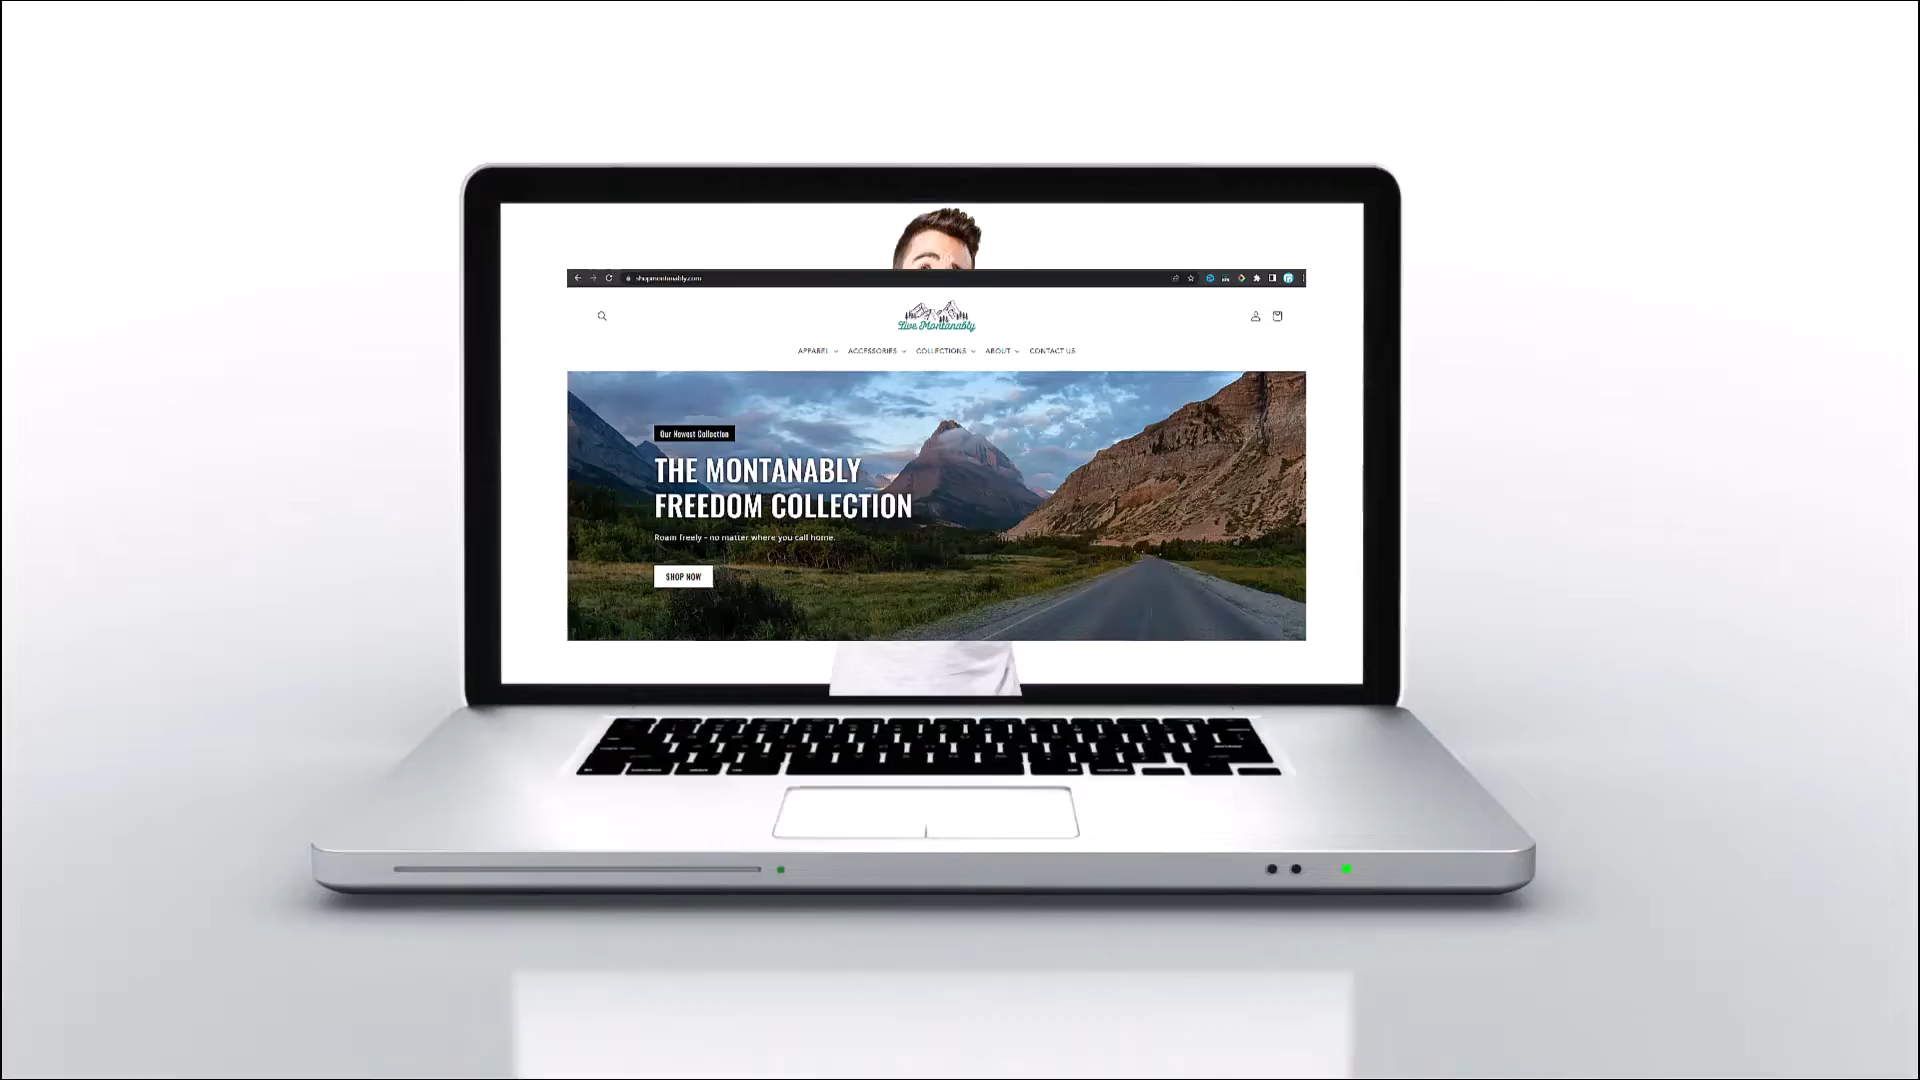 shopmontanably.com
Live Montanably
APPAREL ACCESSORIES COLLECTIONS ABOUT CONTACT US
Our Newest Collection
THE MONTANABLY
FREEDOM COLLECTION
Roam freely - no matter where you call home.
SHOP NOW